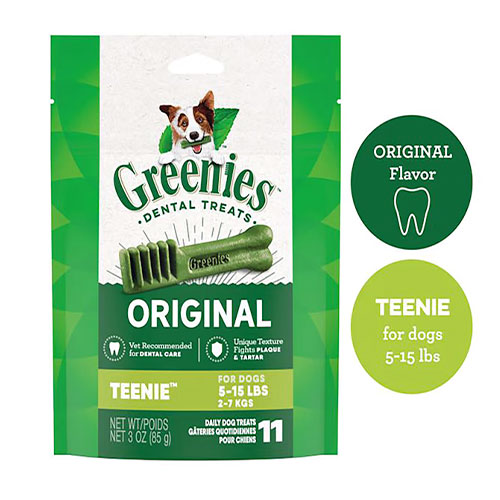 Greenies™
DENTAL TREATS
Greenies
ORIGINAL
Vet Recommended
for DENTAL CARE
Unique Texture
Fights PLAQUE
& TARTAR
TEENIE™
FOR DOGS
5-15 LBS
2-7 KGS
NET WT/POIDS
NET 3 OZ (85 g)
DAILY DOG TREATS
GÂTERIES QUOTIDIENNES
POUR CHIENS
11
ORIGINAL
Flavor
TEENIE
for dogs
5-15 lbs